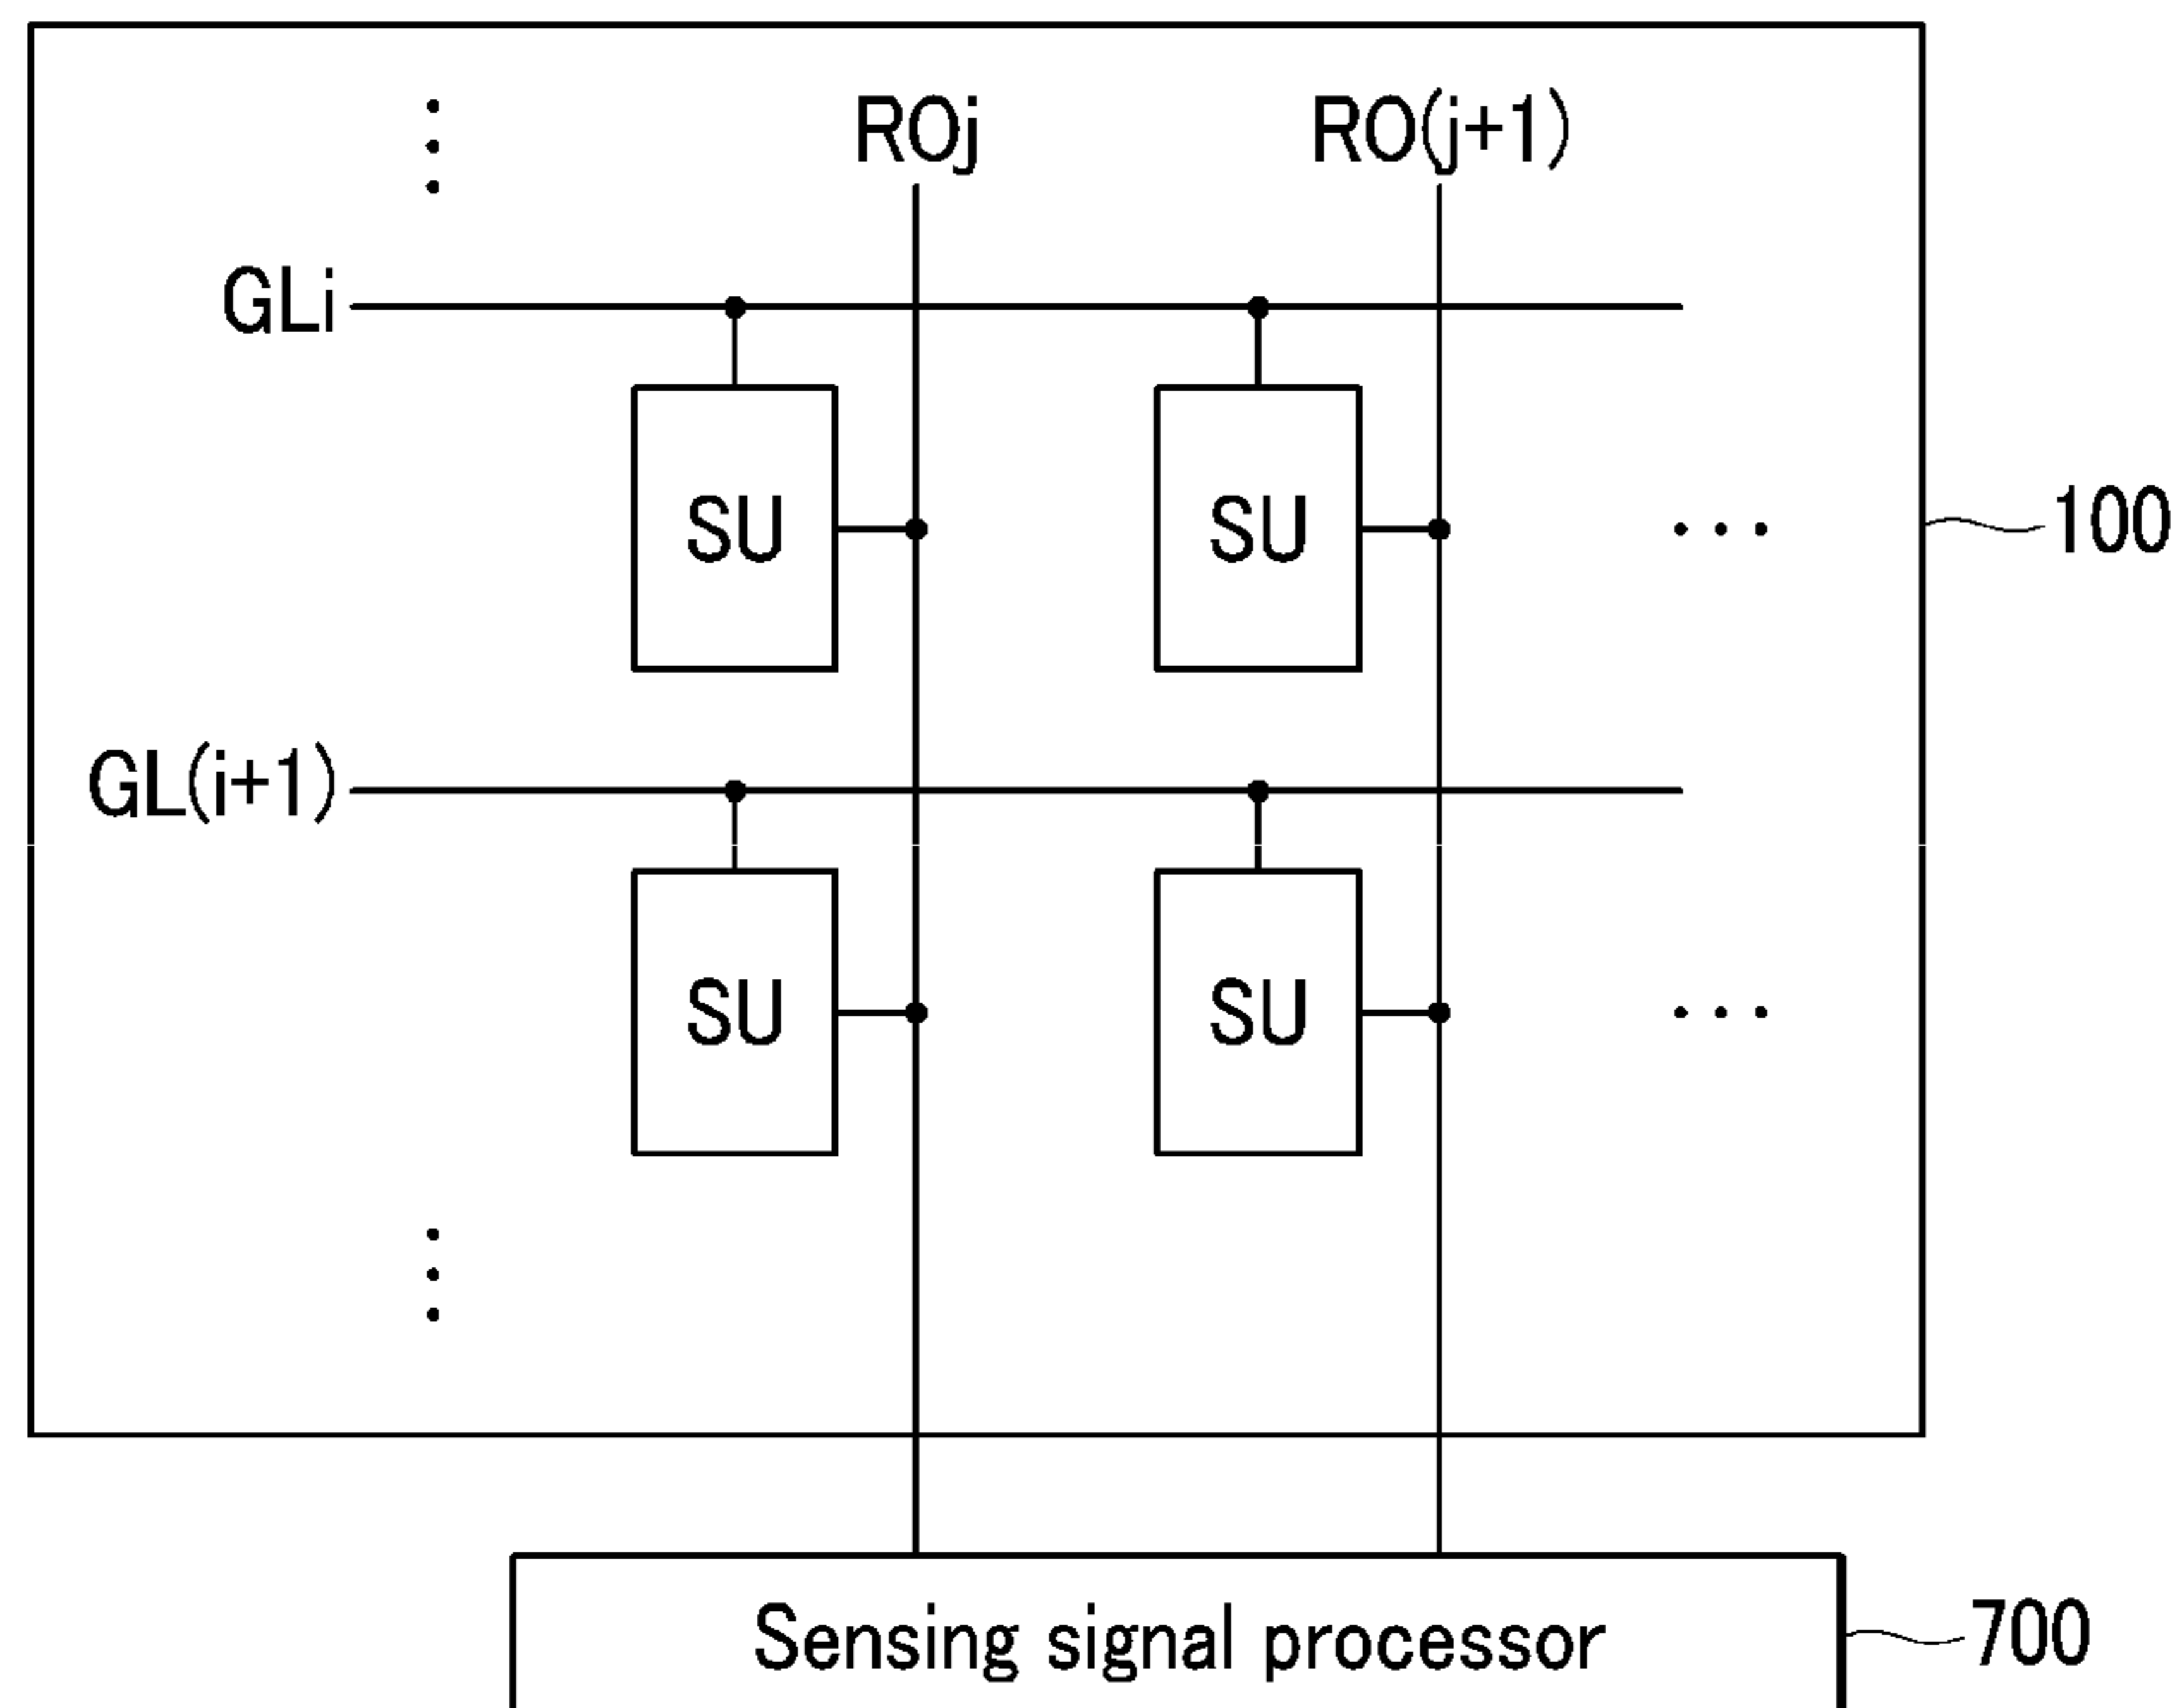 ROj RO(j+1)
GLi
SU SU
100
GL(i+1)
SU SU
Sensing signal processor
700